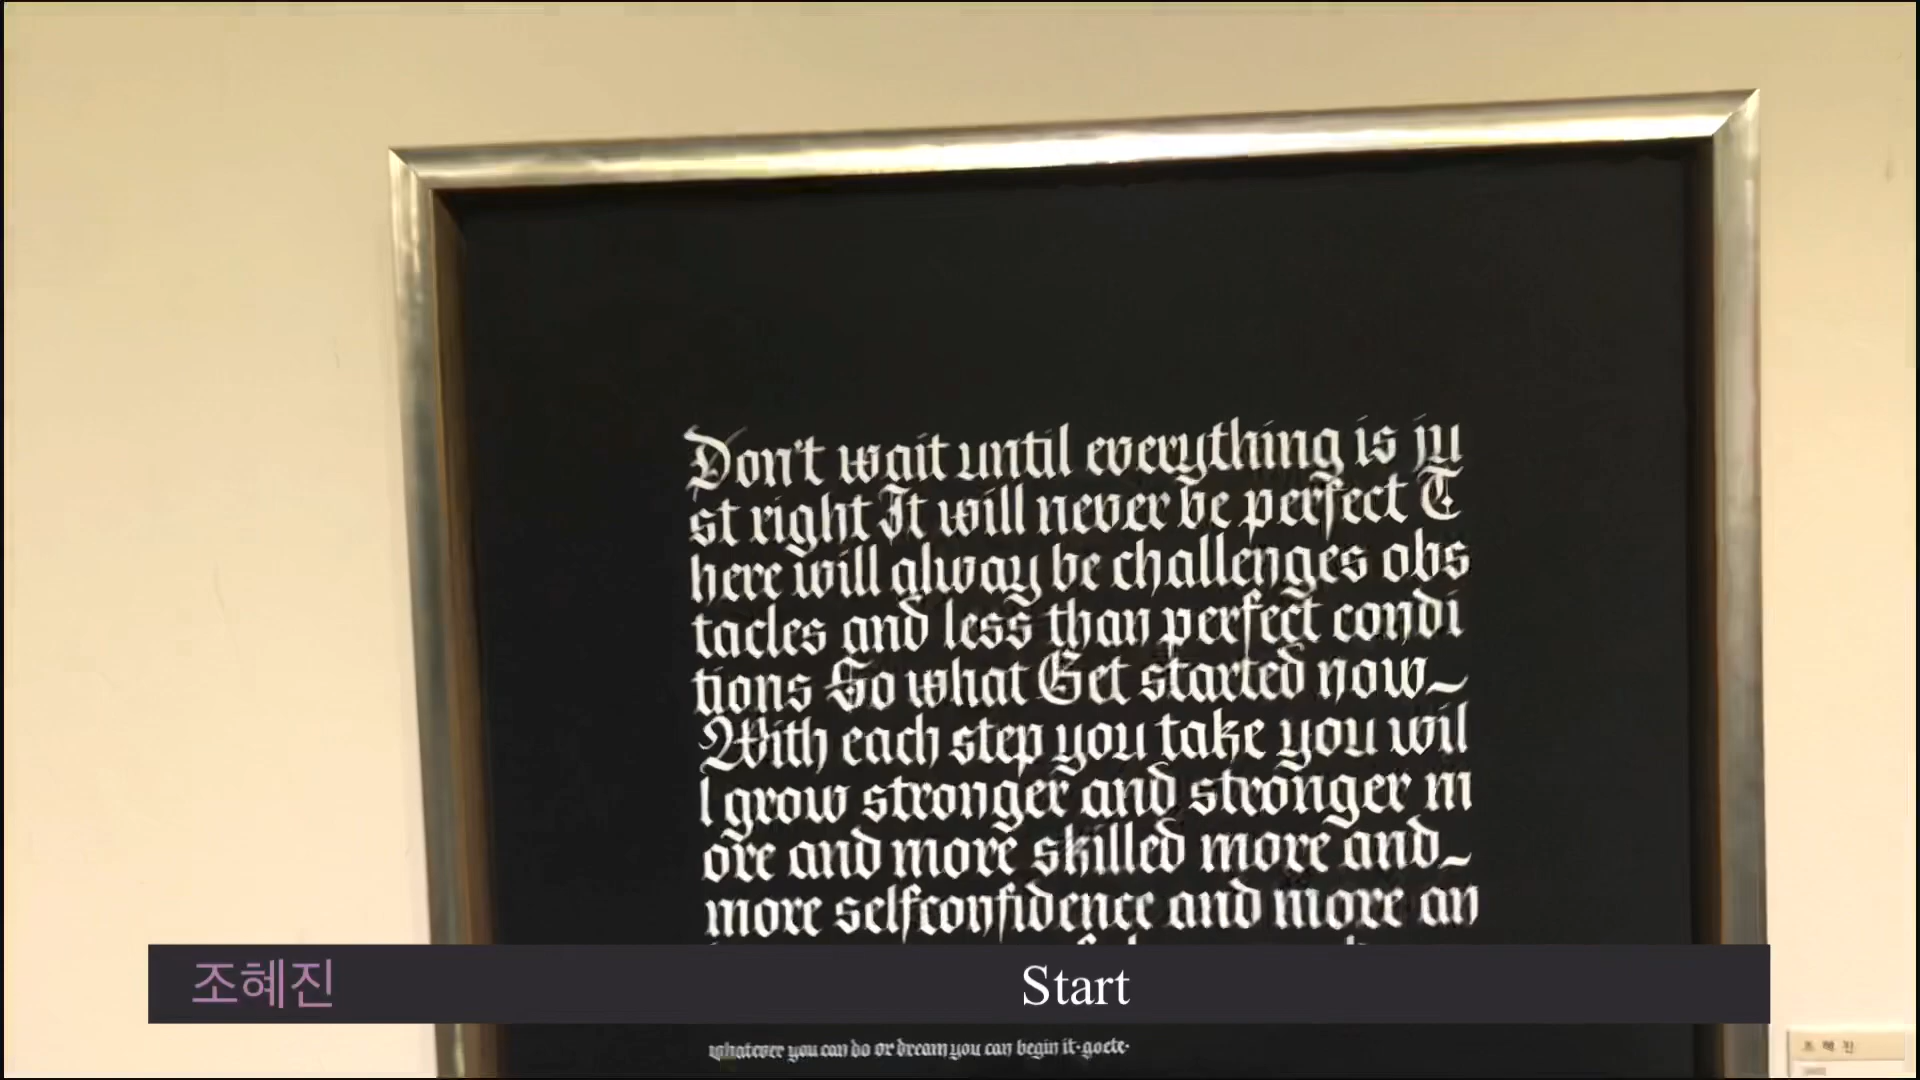 Don't wait until everything is ju
st right It will never be perfect T
here will alway be challenges obs
tacles and less than perfect condi
tions So what Get started now
With each step you take you wil
l grow stronger and stronger m
ore and more skilled more and
more selfconfidence and more an
조혜진 Start
whatever you can do or dream you can begin it-goete-
조혜진